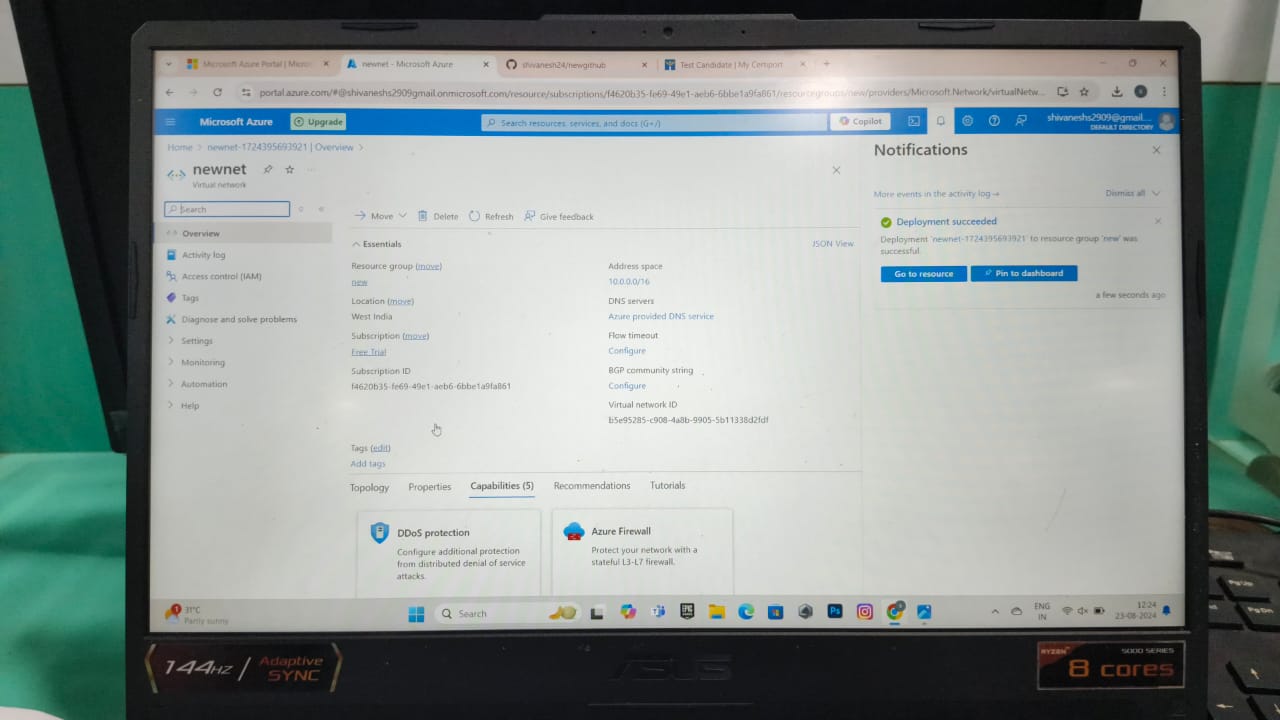 Microsoft Azure Portal | Micros
newnet - Microsoft Azure
shivanesh24/newgithub
Test Candidate | My Certiport
portal.azure.com/#@shivaneshs2909gmail.onmicrosoft.com/resource/subscriptions/f4620b35-fe69-49e1-aeb6-6bbe1a9fa861/resourcegroups/new/providers/Microsoft.Network/virtualNetw...
Microsoft Azure
Upgrade
Search resources, services, and docs (G+/)
Copilot
shivaneshs2909@gmail....
DEFAULT DIRECTORY
Home > newnet-1724395693921 | Overview >
newnet
Virtual network
Search
Overview
Activity log
Access control (IAM)
Tags
Diagnose and solve problems
Settings
Monitoring
Automation
Help
Move
Delete
Refresh
Give feedback
Essentials
JSON View
Resource group (move)
new
Location (move)
West India
Subscription (move)
Free Trial
Subscription ID
f4620b35-fe69-49e1-aeb6-6bbe1a9fa861
Address space
10.0.0.0/16
DNS servers
Azure provided DNS service
Flow timeout
Configure
BGP community string
Configure
Virtual network ID
b5e95285-c908-4a8b-9905-5b11338d2fdf
Tags (edit)
Add tags
Topology
Properties
Capabilities (5)
Recommendations
Tutorials
DDoS protection
Configure additional protection
from distributed denial of service
attacks.
Azure Firewall
Protect your network with a
stateful L3-L7 firewall.
Notifications
More events in the activity log →
Dismiss all
Deployment succeeded
Deployment 'newnet-1724395693921' to resource group 'new' was
successful.
Go to resource
Pin to dashboard
a few seconds ago
1
31°C
Partly sunny
Search
EPIC
Ps
ENG
IN
12:24
23-08-2024
144HZ / Adaptive
SYNC
ASUS
RYZEN
5000 SERIES
8 cores
PgUp
PgDn